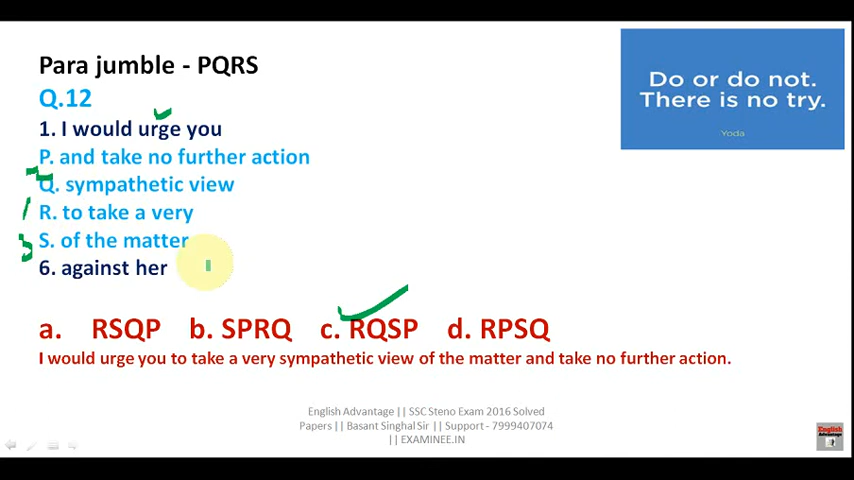 Para jumble - PQRS
Q.12
1. I would urge you
P. and take no further action
Q. sympathetic view
R. to take a very
S. of the matter
6. against her
Do or do not.
There is no try.
Yoda
a. RSQP b. SPRQ c. RQSP d. RPSQ
I would urge you to take a very sympathetic view of the matter and take no further action.
English Advantage || SSC Steno Exam 2016 Solved
Papers || Basant Singhal Sir || Support - 7999407074
|| EXAMINEE.IN
English
Advantage